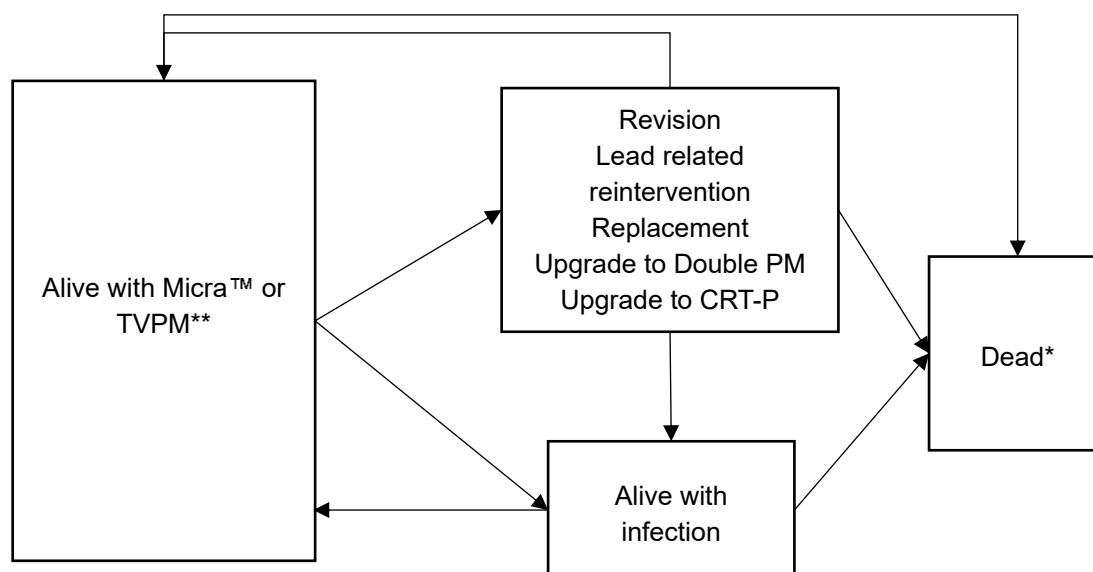 Alive with Micra™ or
TVPM**
Revision
Lead related
reintervention
Replacement
Upgrade to Double PM
Upgrade to CRT-P
Alive with
infection
Dead*